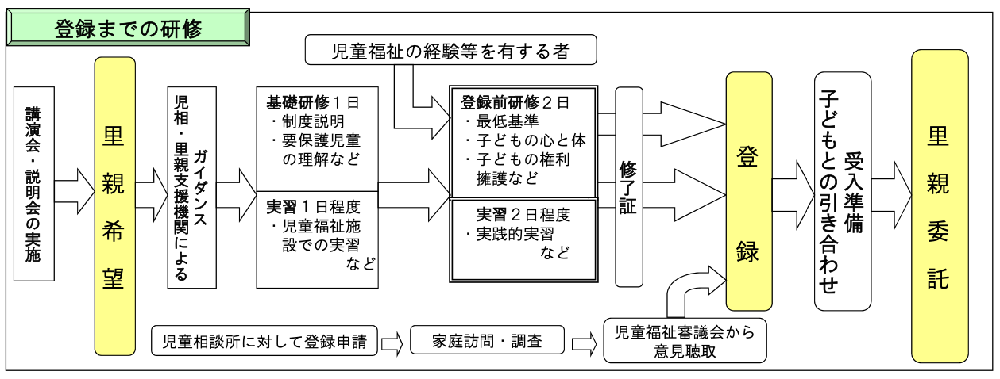 登録までの研修
児童福祉の経験等を有する者
講演会・説明会の実施
里親希望
児相・里親支援機関による
ガイダンス
基礎研修１日
・制度説明
・要保護児童
の理解など
実習１日程度
・児童福祉施
設での実習
など
登録前研修２日
・最低基準
・子どもの心と体
・子どもの権利
擁護など
実習２日程度
・実践的実習
など
修了証
登録
子どもとの引き合わせ
受入準備
里親委託
児童相談所に対して登録申請
家庭訪問・調査
児童福祉審議会から
意見聴取